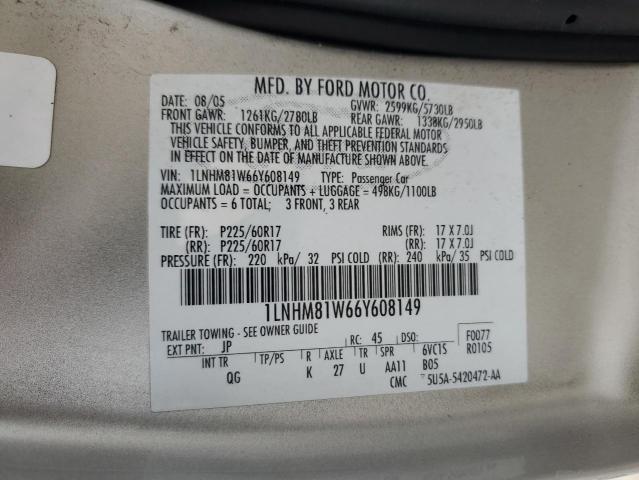 MFD. BY FORD MOTOR CO.
DATE: 08/05 GVWR: 2599KG/5730LB
FRONT GAWR: 1261KG/2780LB REAR GAWR: 1338KG/2950LB
THIS VEHICLE CONFORMS TO ALL APPLICABLE FEDERAL MOTOR
VEHICLE SAFETY, BUMPER, AND THEFT PREVENTION STANDARDS
IN EFFECT ON THE DATE OF MANUFACTURE SHOWN ABOVE.
VIN: 1LNHM81W66Y608149 TYPE: Passenger Car
MAXIMUM LOAD = OCCUPANTS + LUGGAGE = 498KG/1100LB
OCCUPANTS = 6 TOTAL: 3 FRONT, 3 REAR
TIRE (FR): P225/60R17 RIMS (FR): 17 X 7.0J
(RR): P225/60R17 (RR): 17 X 7.0J
PRESSURE (FR): 220 kPa/ 32 PSI COLD (RR): 240 kPa/ 35 PSI COLD
1LNHM81W66Y608149
TRAILER TOWING - SEE OWNER GUIDE
EXT PNT: JP RC: 45 DSO: F0077
INT TR TP/PS R AXLE TR SPR 6VC1S R0105
QG K 27 U AA11 B05
CMC 5U5A-5420472-AA